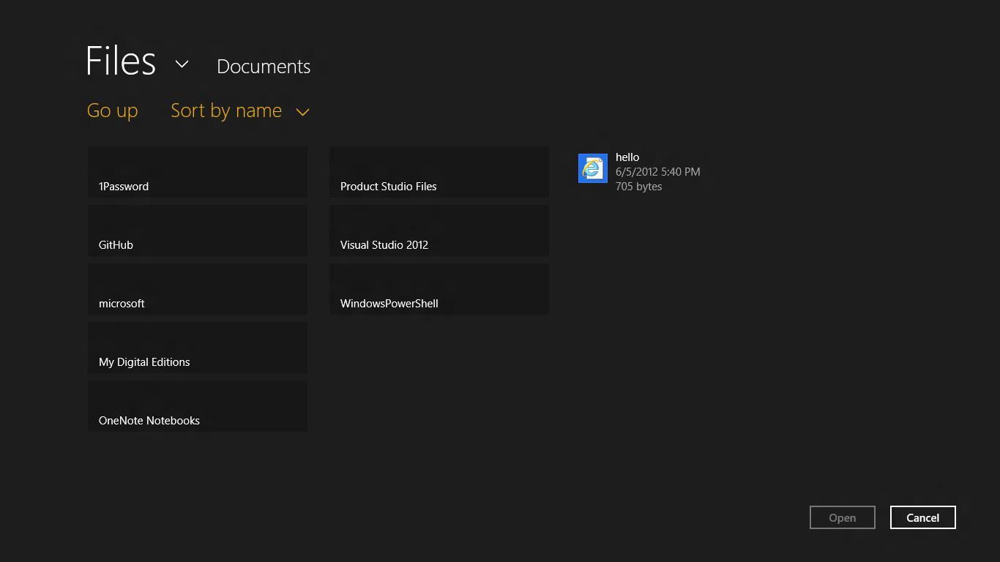 Files Documents
Go up Sort by name
1Password
GitHub
microsoft
My Digital Editions
OneNote Notebooks
Product Studio Files
Visual Studio 2012
WindowsPowerShell
hello
6/5/2012 5:40 PM
705 bytes
Open Cancel